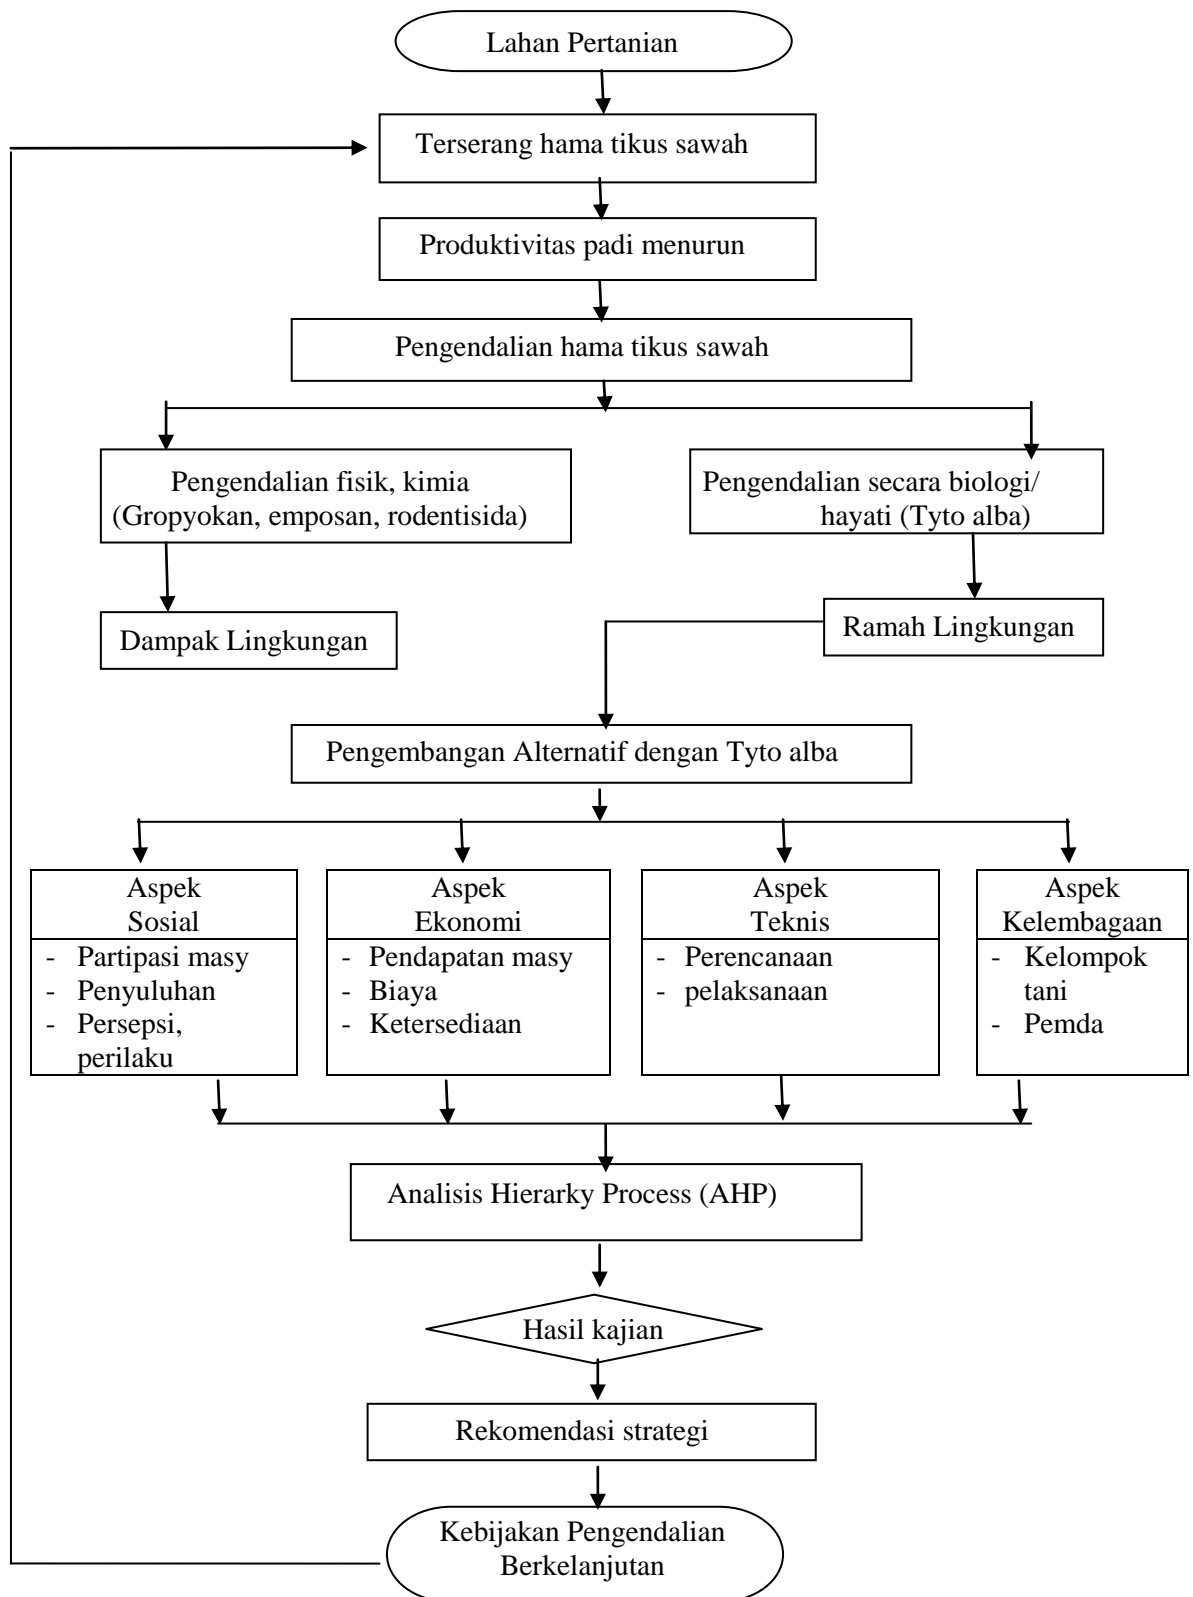 Lahan Pertanian
Terserang hama tikus sawah
Produktivitas padi menurun
Pengendalian hama tikus sawah
Pengendalian fisik, kimia
(Gropyokan, emposan, rodentisida)
Pengendalian secara biologi/
hayati (Tyto alba)
Dampak Lingkungan
Ramah Lingkungan
Pengembangan Alternatif dengan Tyto alba
Aspek
Sosial
- Partipasi masy
- Penyuluhan
- Persepsi,
perilaku
Aspek
Ekonomi
- Pendapatan masy
- Biaya
- Ketersediaan
Aspek
Teknis
- Perencanaan
- pelaksanaan
Aspek
Kelembagaan
- Kelompok
tani
- Pemda
Analisis Hierarky Process (AHP)
Hasil kajian
Rekomendasi strategi
Kebijakan Pengendalian
Berkelanjutan